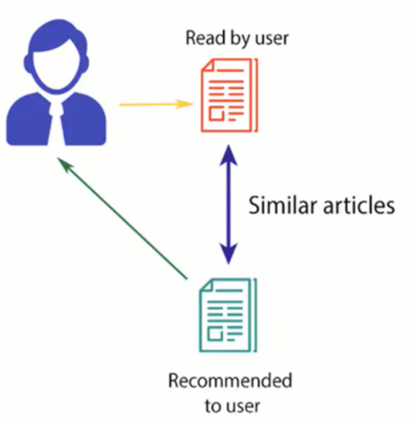 Read by user
Similar articles
Recommended
to user